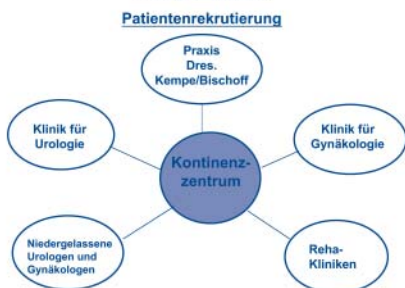 Patientenrekrutierung
Praxis
Dres.
Kempe/Bischoff
Klinik für
Urologie
Klinik für
Gynäkologie
Kontinenz-
zentrum
Niedergelassene
Urologen und
Gynäkologen
Reha-
Kliniken